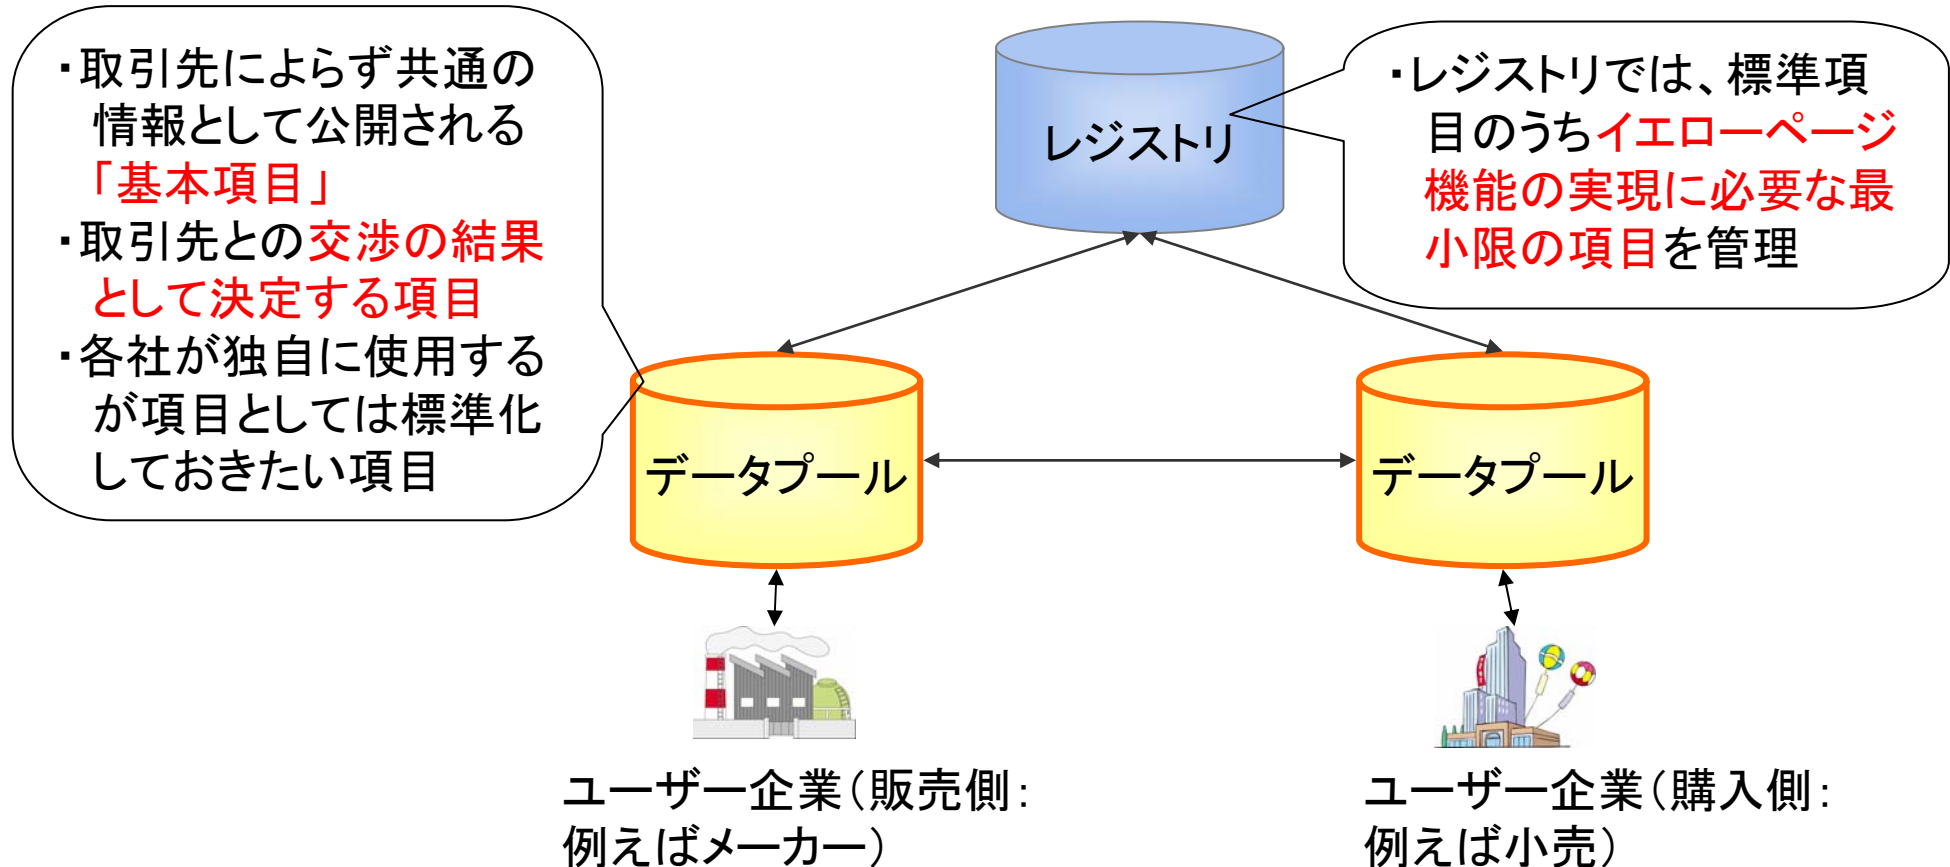 ・取引先によらず共通の
情報として公開される
「基本項目」
・取引先との交渉の結果
として決定する項目
・各社が独自に使用する
が項目としては標準化
しておきたい項目
レジストリ
・レジストリでは、標準項
目のうちイエローページ
機能の実現に必要な最
小限の項目を管理
データプール
データプール
ユーザー企業（販売側：
例えばメーカー）
ユーザー企業（購入側：
例えば小売）